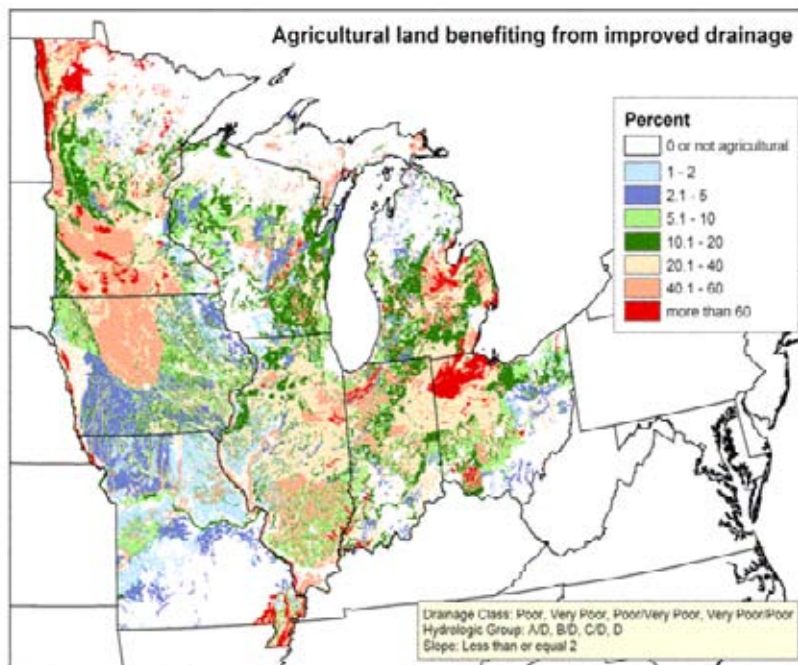 Agricultural land benefiting from improved drainage
Percent
0 or not agricultural
1 - 2
2.1 - 5
5.1 - 10
10.1 - 20
20.1 - 40
40.1 - 60
more than 60
Drainage Class: Poor, Very Poor, Poor/Very Poor, Very Poor/Poor
Hydrologic Group: A/D, B/D, C/D, D
Slope: Less than or equal 2